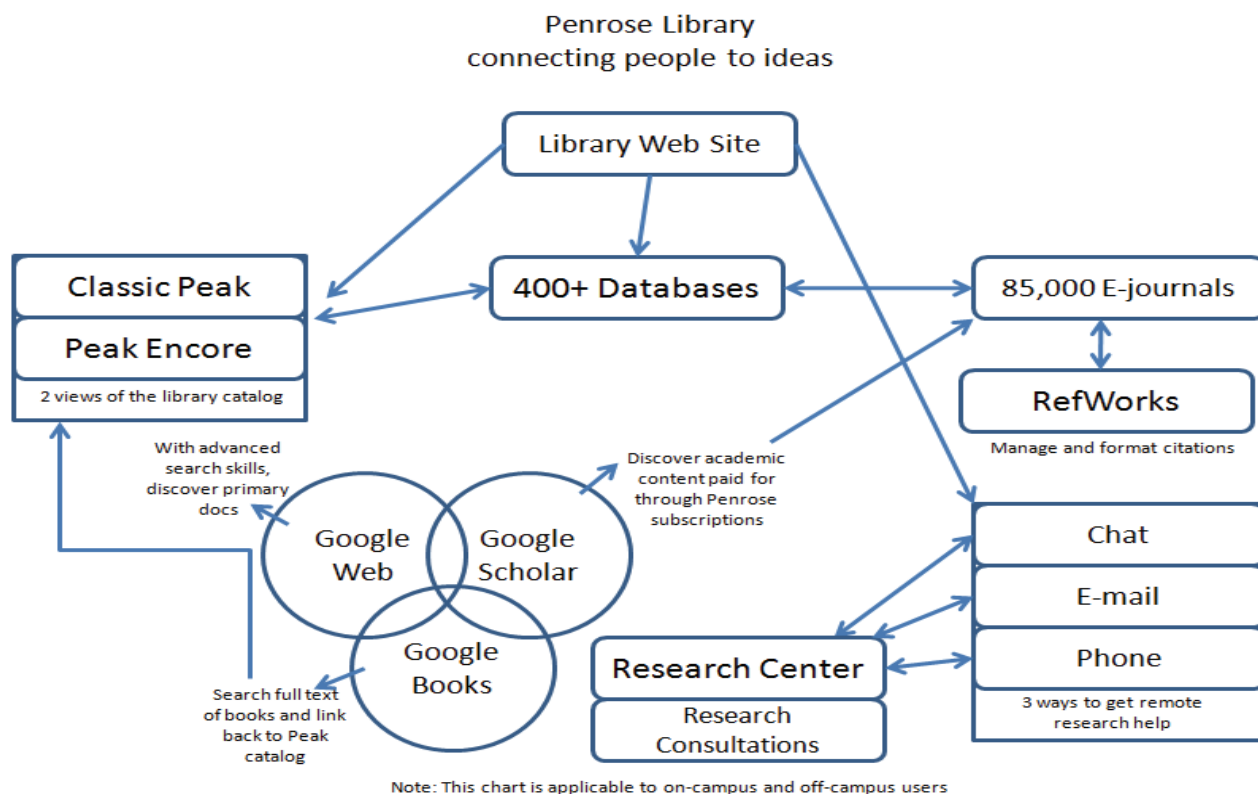 Penrose Library
connecting people to ideas
Library Web Site
Classic Peak
Peak Encore
2 views of the library catalog
400+ Databases
85,000 E-journals
RefWorks
Manage and format citations
With advanced
search skills,
discover primary
docs
Discover academic
content paid for
through Penrose
subscriptions
Google
Web
Google
Scholar
Google
Books
Search full text
of books and link
back to Peak
catalog
Research Center
Research
Consultations
Chat
E-mail
Phone
3 ways to get remote
research help
Note: This chart is applicable to on-campus and off-campus users